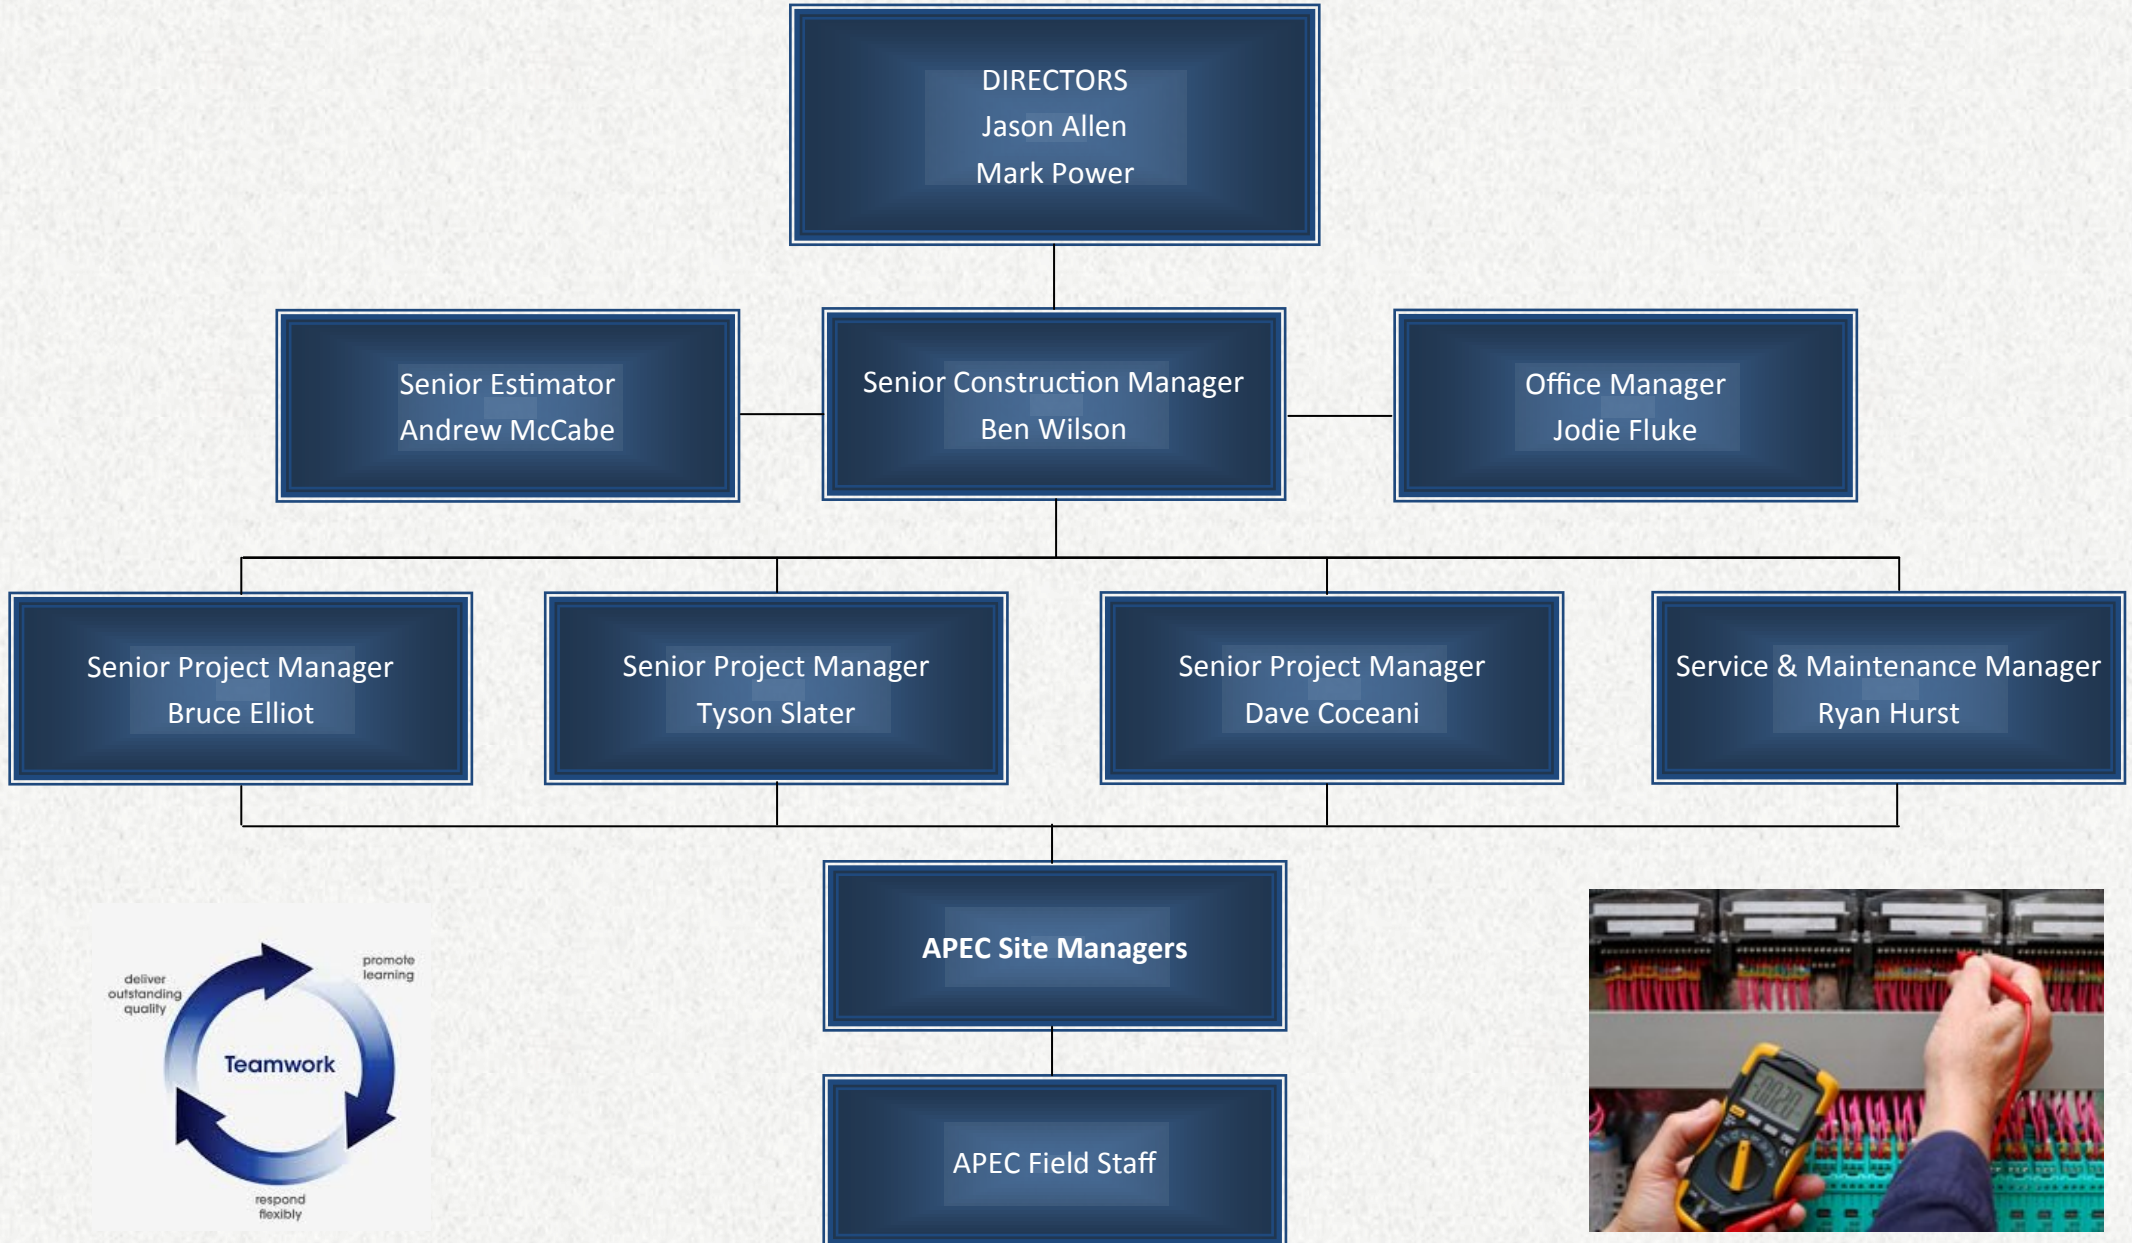 DIRECTORS
Jason Allen
Mark Power
Senior Estimator
Andrew McCabe
Senior Construction Manager
Ben Wilson
Office Manager
Jodie Fluke
Senior Project Manager
Bruce Elliot
Senior Project Manager
Tyson Slater
Senior Project Manager
Dave Coceani
Service & Maintenance Manager
Ryan Hurst
APEC Site Managers
APEC Field Staff
deliver
outstanding
quality
promote
learning
Teamwork
respond
flexibly
-00.20